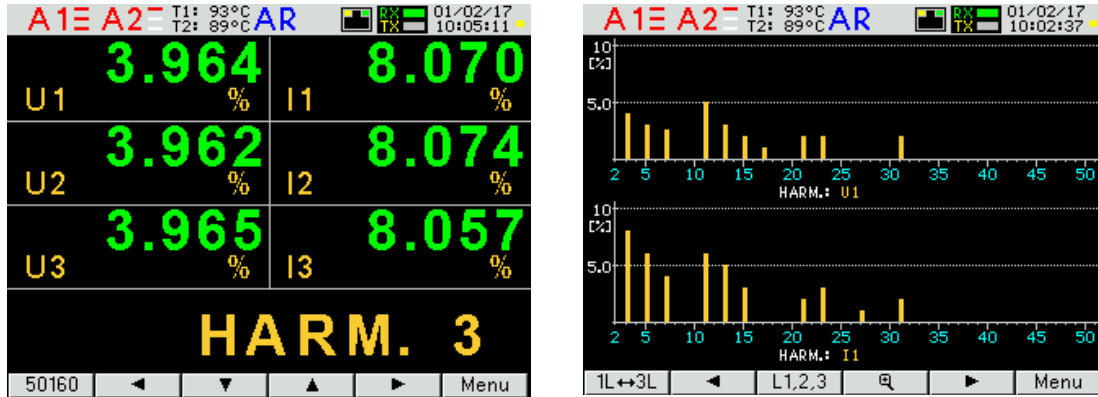 A1 A2 T1: 93°C T2: 89°C AR RX TX 01/02/17 10:05:11
3.964 8.070
U1 % I1 %
3.962 8.074
U2 % I2 %
3.965 8.057
U3 % I3 %
HARM. 3
50160 ◄ ▼ ▲ ► Menu
A1 A2 T1: 93°C T2: 89°C AR RX TX 01/02/17 10:02:37
10
[%]
5.0
2 5 10 15 20 25 30 35 40 45 50
HARM.: U1
10
[%]
5.0
2 5 10 15 20 25 30 35 40 45 50
HARM.: I1
1L↔3L ◄ L1,2,3 ► Menu